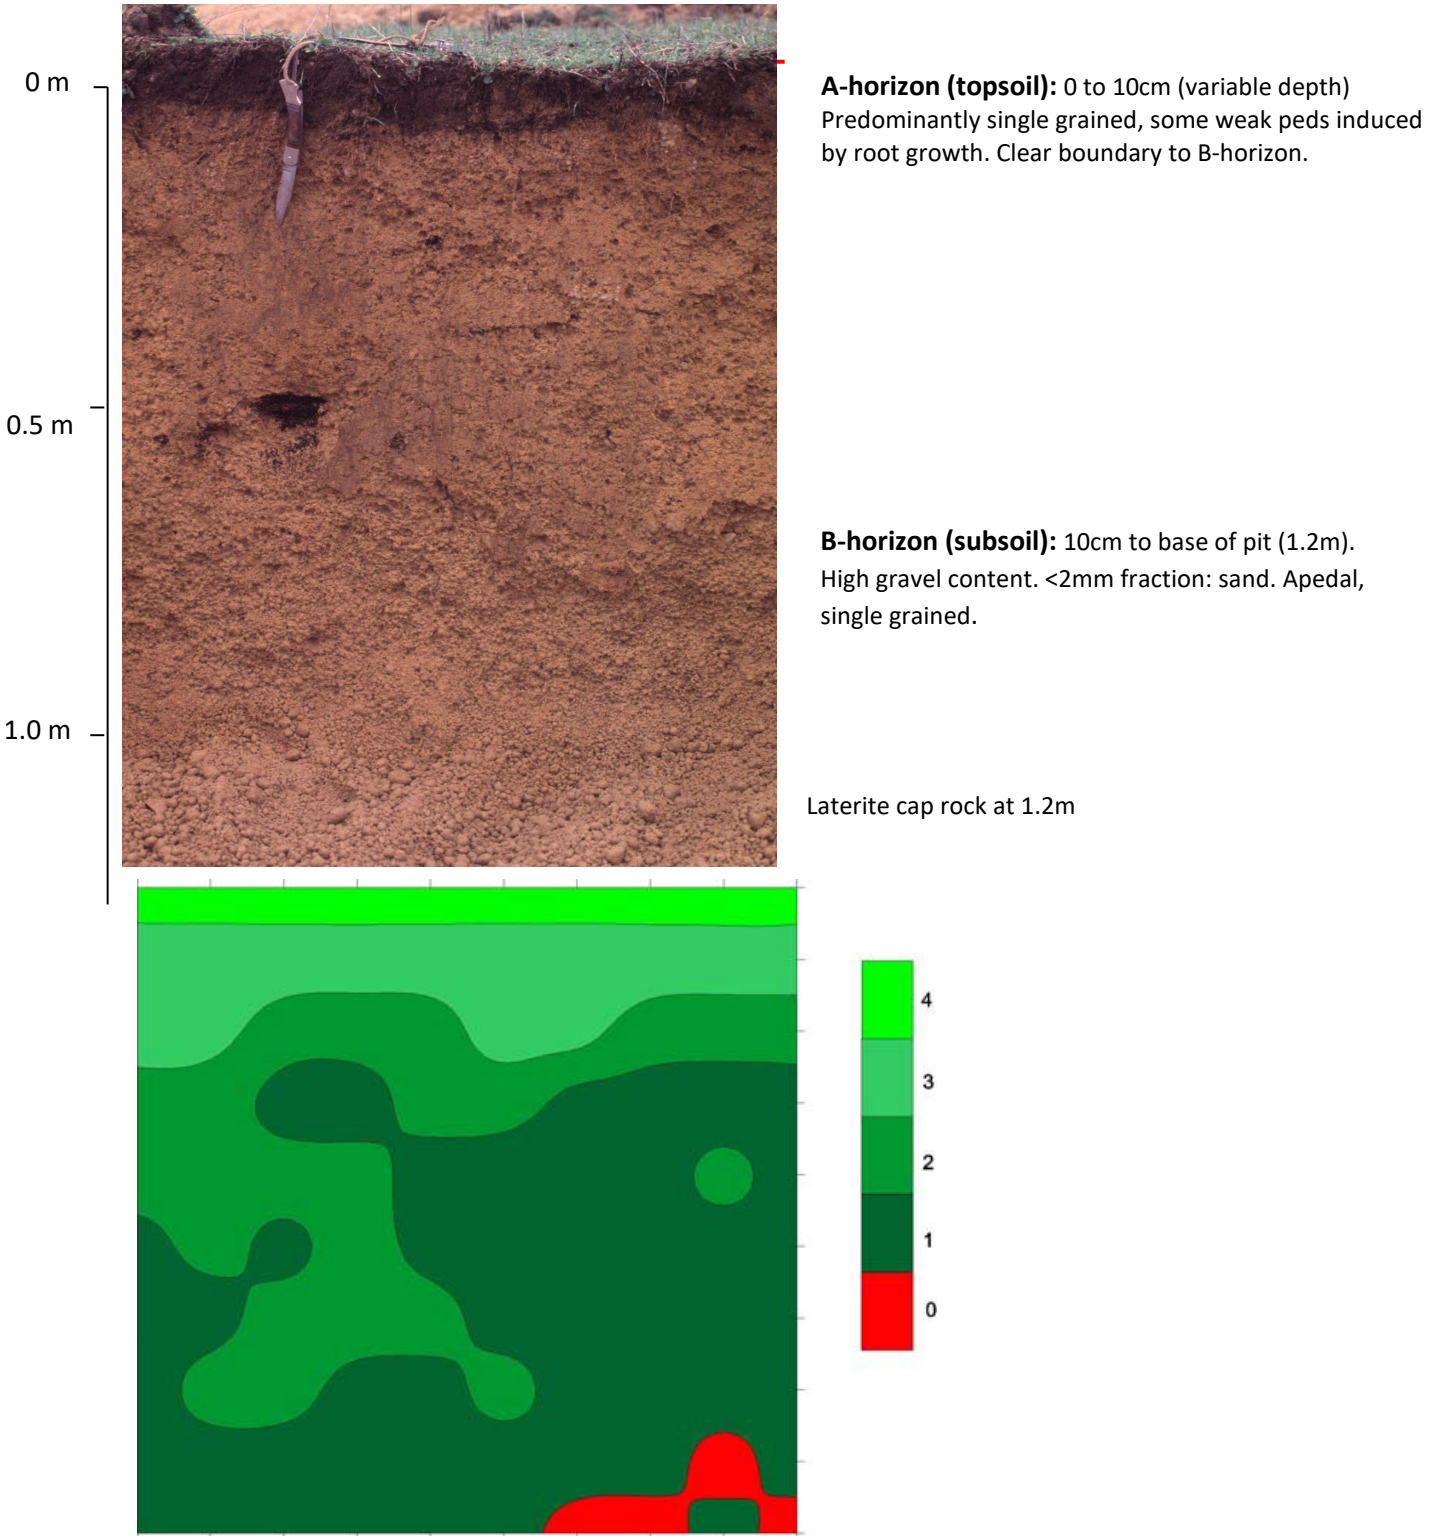 0 m
A-horizon (topsoil): 0 to 10cm (variable depth)
Predominantly single grained, some weak peds induced
by root growth. Clear boundary to B-horizon.
0.5 m
B-horizon (subsoil): 10cm to base of pit (1.2m).
High gravel content. <2mm fraction: sand. Apedal,
single grained.
1.0 m
Laterite cap rock at 1.2m
4
3
2
1
0